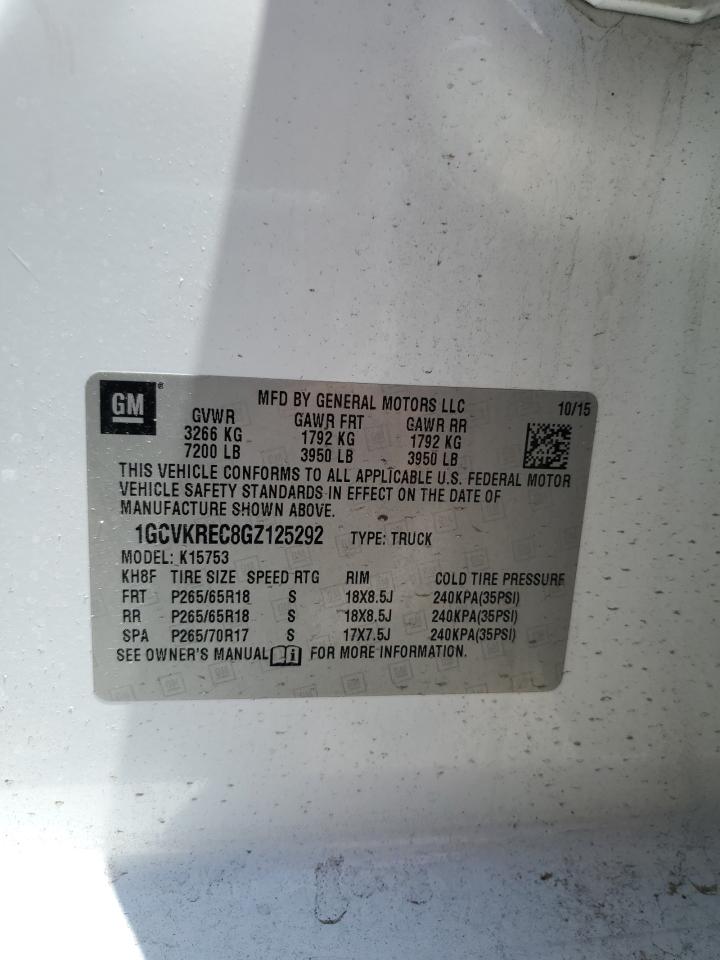 GM ®
MFD BY GENERAL MOTORS LLC 10/15
GVWR GAWR FRT GAWR RR
3266 KG 1792 KG 1792 KG
7200 LB 3950 LB 3950 LB
THIS VEHICLE CONFORMS TO ALL APPLICABLE U.S. FEDERAL MOTOR
VEHICLE SAFETY STANDARDS IN EFFECT ON THE DATE OF
MANUFACTURE SHOWN ABOVE.
1GCVKREC8GZ125292 TYPE: TRUCK
MODEL: K15753
KH8F TIRE SIZE SPEED RTG RIM COLD TIRE PRESSURE
FRT P265/65R18 S 18X8.5J 240KPA(35PSI)
RR P265/65R18 S 18X8.5J 240KPA(35PSI)
SPA P265/70R17 S 17X7.5J 240KPA(35PSI)
SEE OWNER'S MANUAL i FOR MORE INFORMATION.